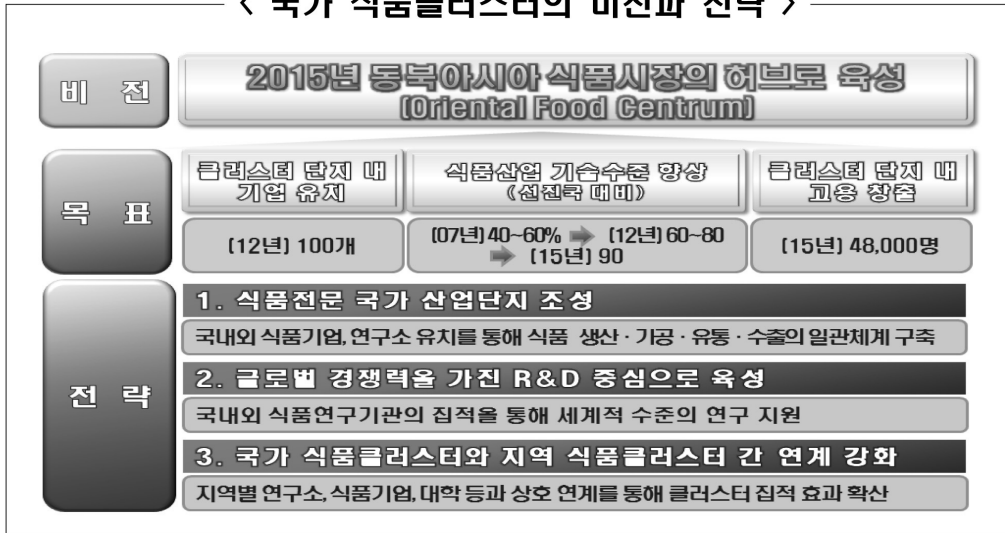 < 국가 식품클러스터의 비전과 전략 >
비 전
2015년 동북아시아 식품시장의 허브로 육성
(Oriental Food Centrum)
목 표
클러스터 단지 내
기업 유치
(12년) 100개
식품산업 기술수준 향상
(선진국 대비)
(07년) 40~60% ➡ (12년) 60~80
➡ (15년) 90
클러스터 단지 내
고용 창출
(15년) 48,000명
전 략
1. 식품전문 국가 산업단지 조성
국내외 식품기업, 연구소 유치를 통해 식품 생산·가공·유통·수출의 일관체계 구축
2. 글로벌 경쟁력을 가진 R&D 중심으로 육성
국내외 식품연구기관의 집적을 통해 세계적 수준의 연구 지원
3. 국가 식품클러스터와 지역 식품클러스터 간 연계 강화
지역별 연구소, 식품기업, 대학 등과 상호 연계를 통해 클러스터 집적 효과 확산